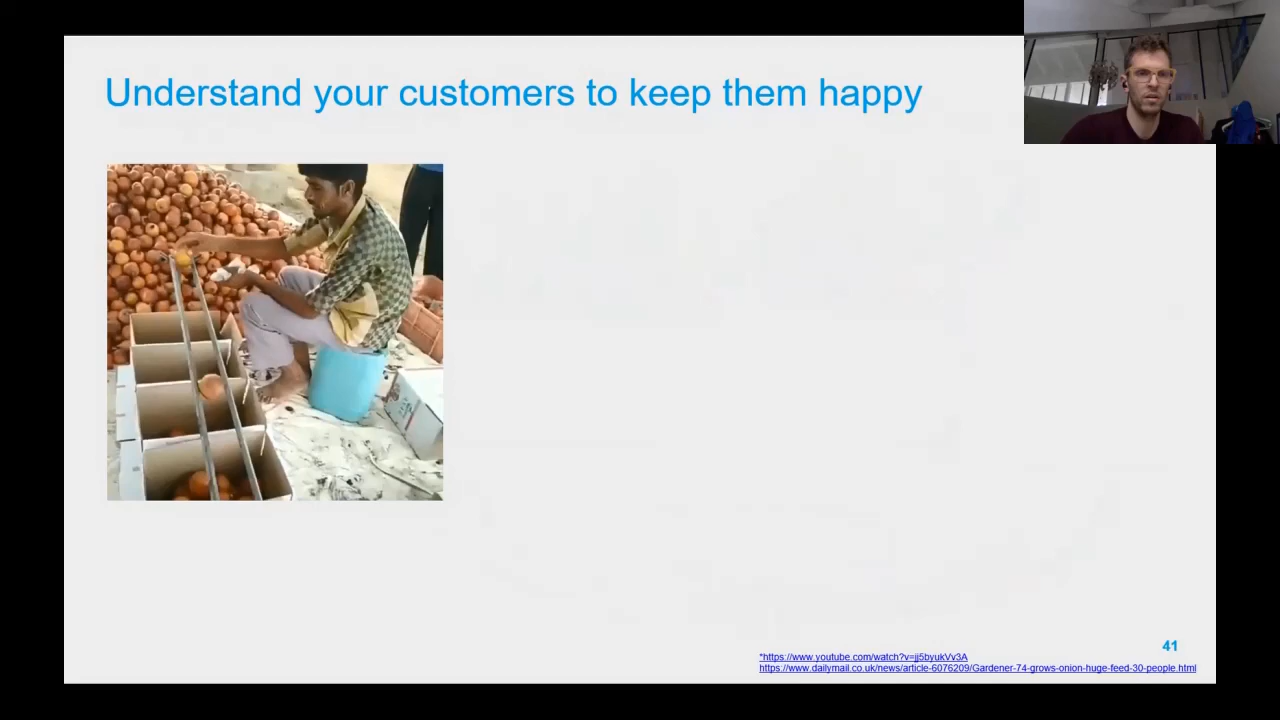 Understand your customers to keep them happy
41
*https://www.youtube.com/watch?v=jj5byukVv3A
https://www.dailymail.co.uk/news/article-6076209/Gardener-74-grows-onion-huge-feed-30-people.html